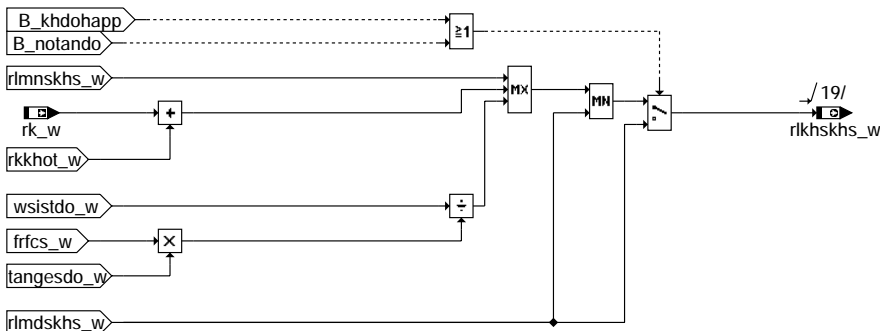 B_khdohapp
B_notando
≥1
rlmnskhs_w
MX
MN
/ 19/
rk_w
+
rlkhskhs_w
rkkhot_w
wsistdo_w
÷
frfcs_w
×
tangesdo_w
rlmdskhs_w